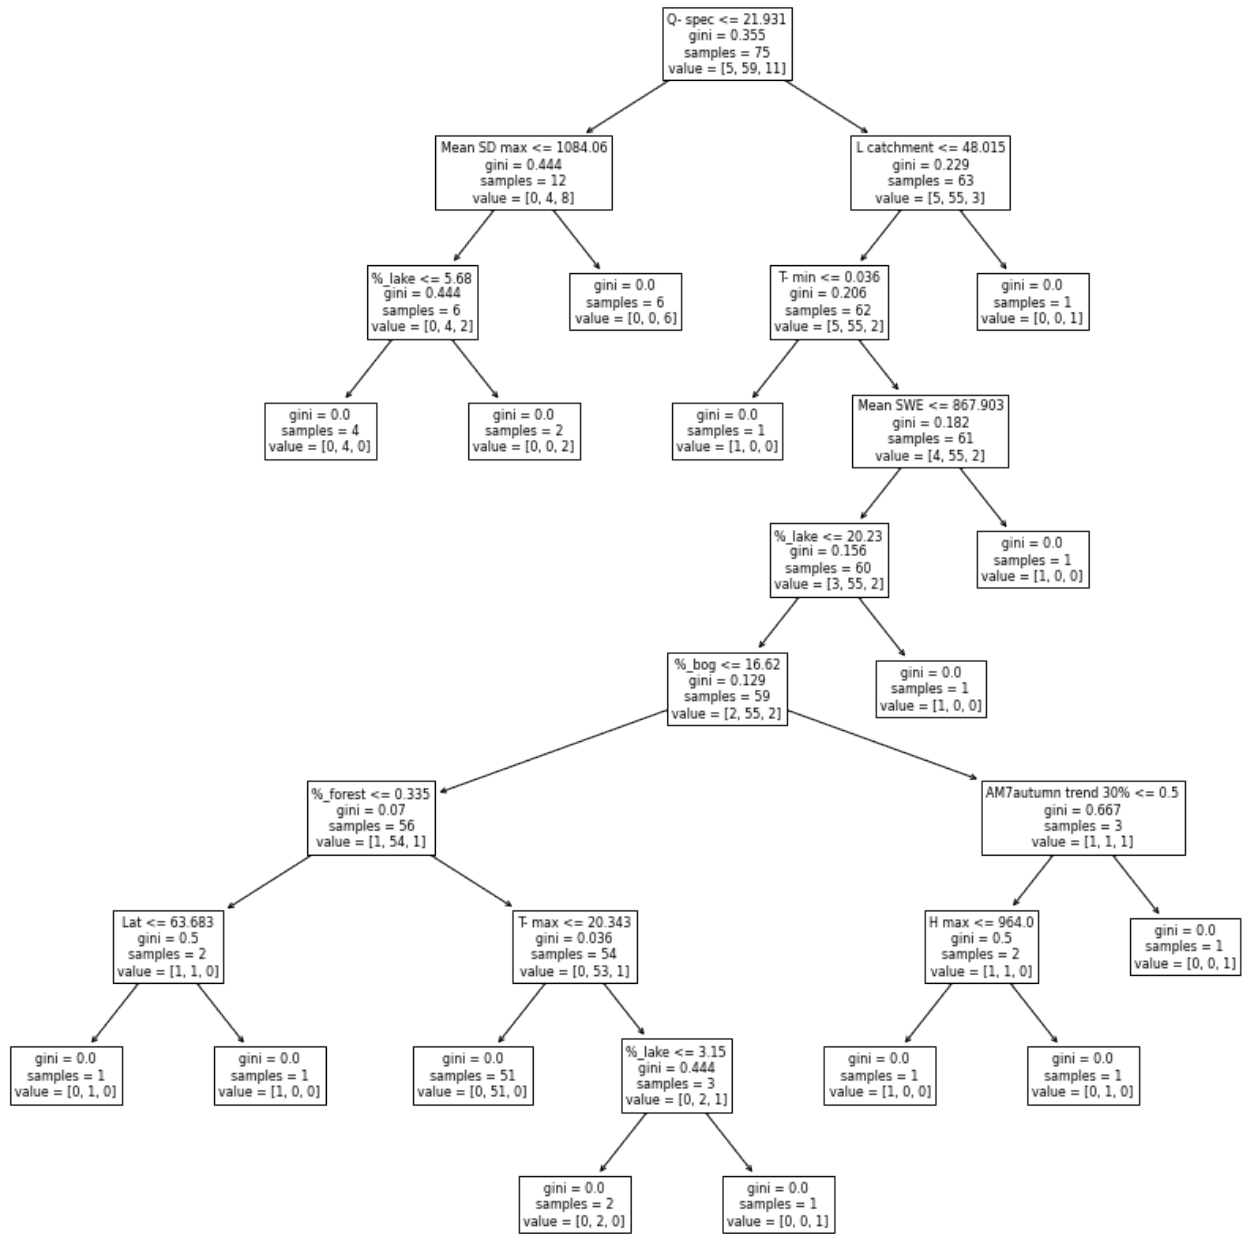 Q- spec <= 21.931
gini = 0.355
samples = 75
value = [5, 59, 11]
Mean SD max <= 1084.06
gini = 0.444
samples = 12
value = [0, 4, 8]
L catchment <= 48.015
gini = 0.229
samples = 63
value = [5, 55, 3]
%_lake <= 5.68
gini = 0.444
samples = 6
value = [0, 4, 2]
gini = 0.0
samples = 6
value = [0, 0, 6]
T- min <= 0.036
gini = 0.206
samples = 62
value = [5, 55, 2]
gini = 0.0
samples = 1
value = [0, 0, 1]
gini = 0.0
samples = 4
value = [0, 4, 0]
gini = 0.0
samples = 2
value = [0, 0, 2]
gini = 0.0
samples = 1
value = [1, 0, 0]
Mean SWE <= 867.903
gini = 0.182
samples = 61
value = [4, 55, 2]
%_lake <= 20.23
gini = 0.156
samples = 60
value = [3, 55, 2]
gini = 0.0
samples = 1
value = [1, 0, 0]
%_bog <= 16.62
gini = 0.129
samples = 59
value = [2, 55, 2]
gini = 0.0
samples = 1
value = [1, 0, 0]
%_forest <= 0.335
gini = 0.07
samples = 56
value = [1, 54, 1]
AM7autumn trend 30% <= 0.5
gini = 0.667
samples = 3
value = [1, 1, 1]
Lat <= 63.683
gini = 0.5
samples = 2
value = [1, 1, 0]
T- max <= 20.343
gini = 0.036
samples = 54
value = [0, 53, 1]
H max <= 964.0
gini = 0.5
samples = 2
value = [1, 1, 0]
gini = 0.0
samples = 1
value = [0, 0, 1]
gini = 0.0
samples = 1
value = [0, 1, 0]
gini = 0.0
samples = 1
value = [1, 0, 0]
gini = 0.0
samples = 51
value = [0, 51, 0]
%_lake <= 3.15
gini = 0.444
samples = 3
value = [0, 2, 1]
gini = 0.0
samples = 1
value = [1, 0, 0]
gini = 0.0
samples = 1
value = [0, 1, 0]
gini = 0.0
samples = 2
value = [0, 2, 0]
gini = 0.0
samples = 1
value = [0, 0, 1]